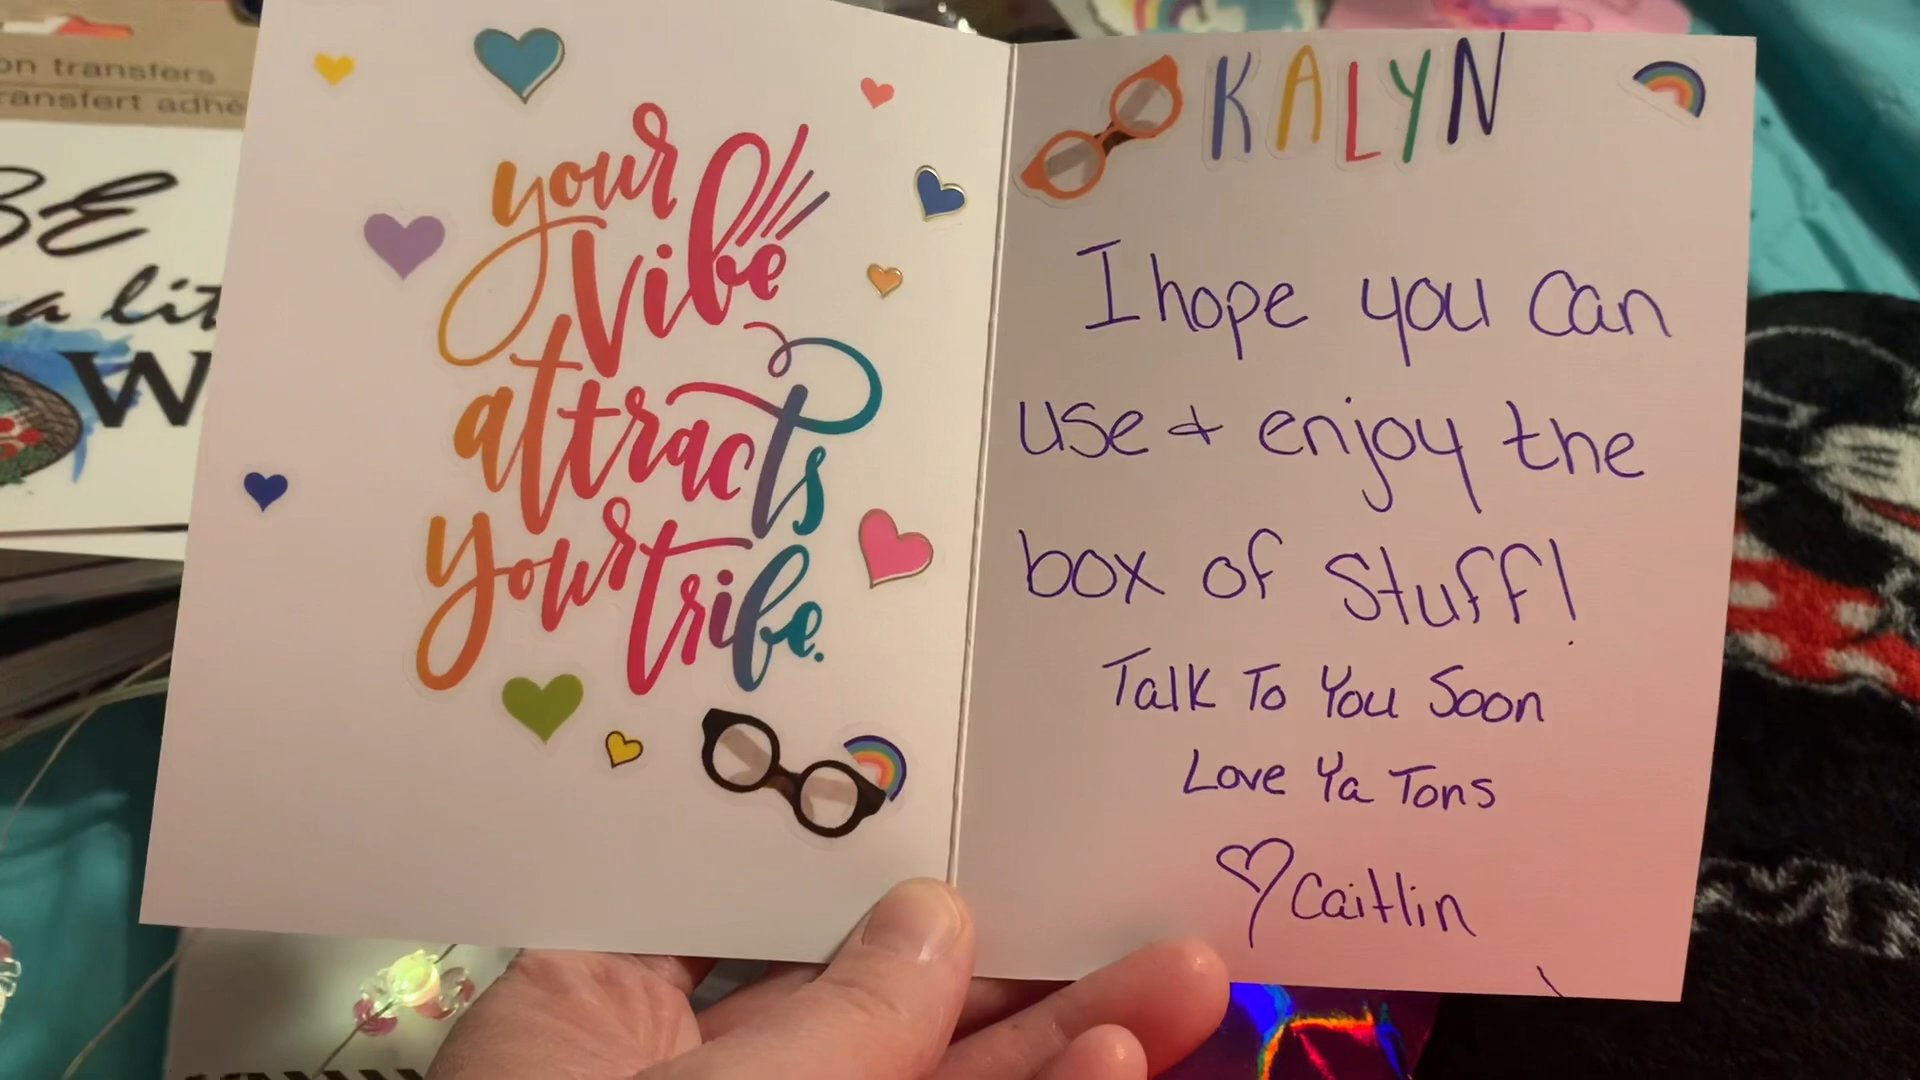 on transfers
ransfert adhé
BE
a lit
W
your
vibe
attracts
your
tribe.
KALYN
I hope you can
use + enjoy the
box of stuff!
Talk To You Soon
Love Ya Tons
♡ Caitlin